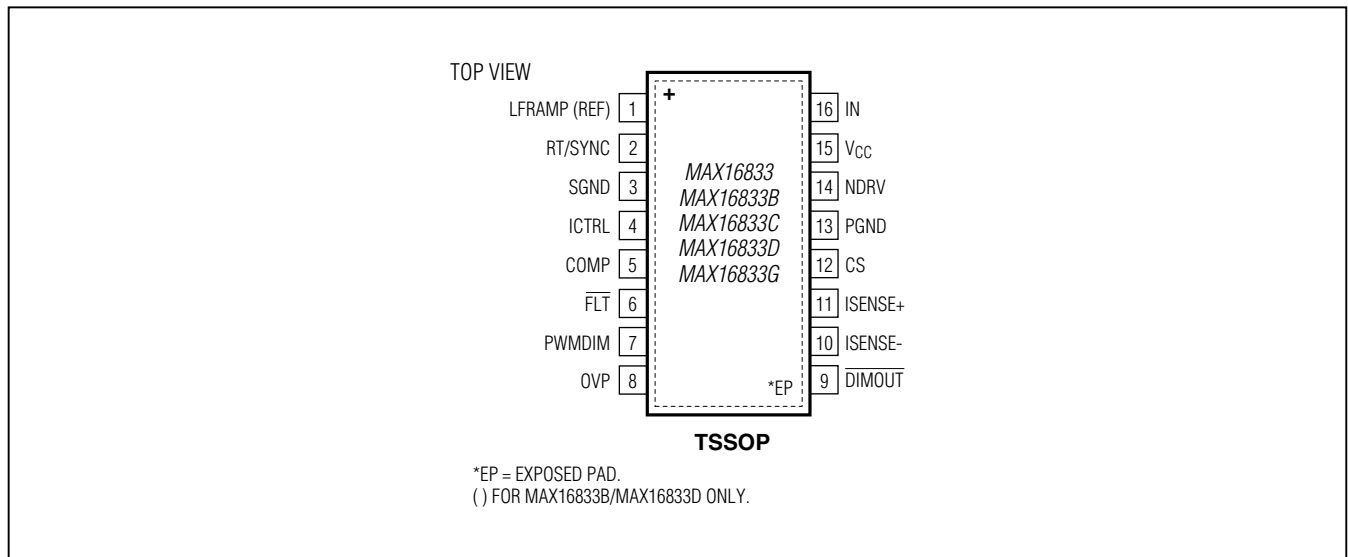 TOP VIEW
+
LFRAMP (REF) 1
RT/SYNC 2
SGND 3
ICTRL 4
COMP 5
FLT 6
PWMDIM 7
OVP 8
MAX16833
MAX16833B
MAX16833C
MAX16833D
MAX16833G
16 IN
15 VCC
14 NDRV
13 PGND
12 CS
11 ISENSE+
10 ISENSE-
9 DIMOUT
*EP
TSSOP
*EP = EXPOSED PAD.
( ) FOR MAX16833B/MAX16833D ONLY.